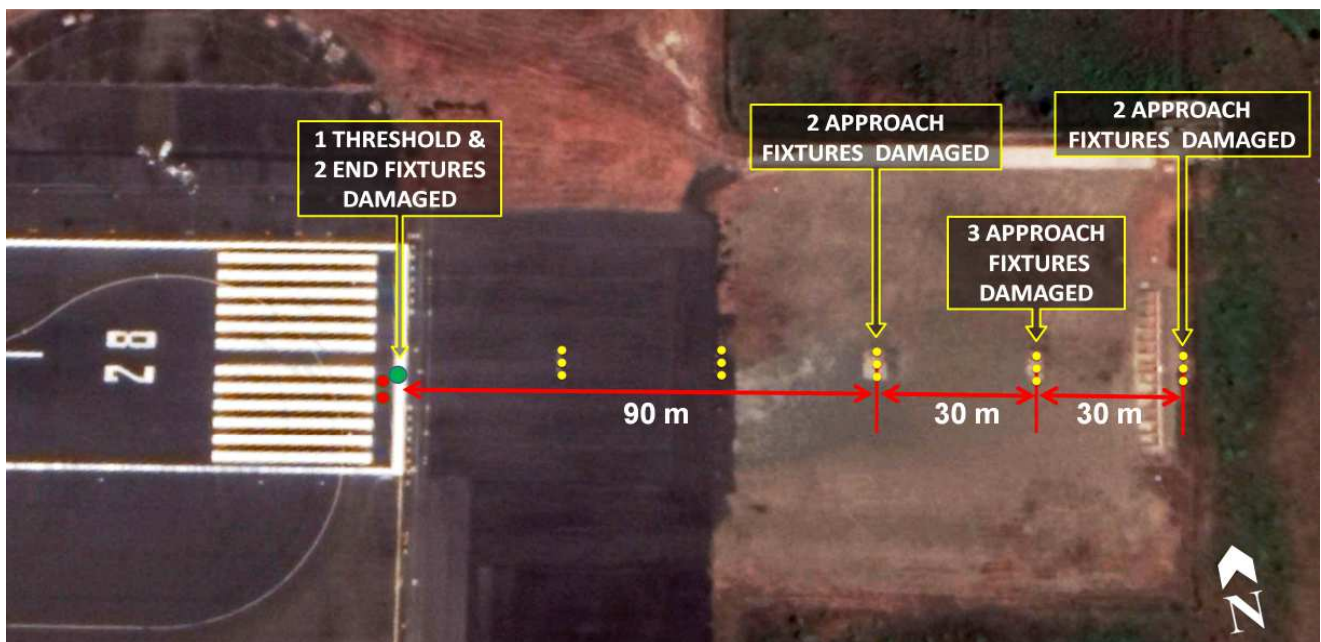 1 THRESHOLD &
2 END FIXTURES
DAMAGED
2 APPROACH
FIXTURES DAMAGED
2 APPROACH
FIXTURES DAMAGED
3 APPROACH
FIXTURES
DAMAGED
28
90 m
30 m
30 m
N